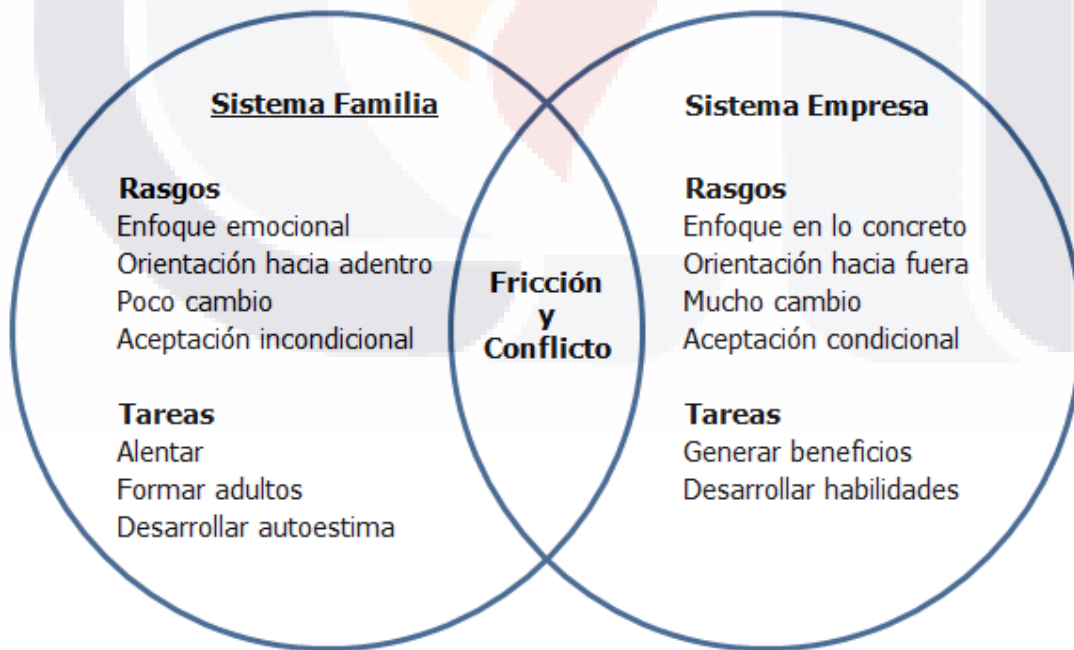 Sistema Familia
Rasgos
Enfoque emocional
Orientación hacia adentro
Poco cambio
Aceptación incondicional
Tareas
Alentar
Formar adultos
Desarrollar autoestima
Fricción
y
Conflicto
Sistema Empresa
Rasgos
Enfoque en lo concreto
Orientación hacia fuera
Mucho cambio
Aceptación condicional
Tareas
Generar beneficios
Desarrollar habilidades